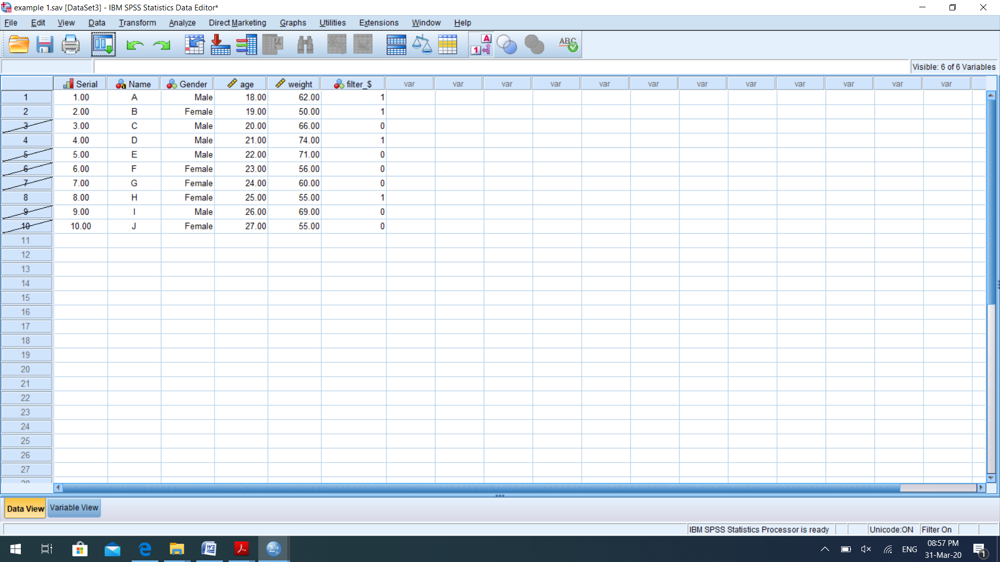 example 1.sav [DataSet3] - IBM SPSS Statistics Data Editor*
File Edit View Data Transform Analyze Direct Marketing Graphs Utilities Extensions Window Help
A
1
ABC
μ
Visible: 6 of 6 Variables
Serial Name Gender age weight filter_$ var var var var var var var var var var var var
1 1.00 A Male 18.00 62.00 1
2 2.00 B Female 19.00 50.00 1
3 3.00 C Male 20.00 66.00 0
4 4.00 D Male 21.00 74.00 1
5 5.00 E Male 22.00 71.00 0
6 6.00 F Female 23.00 56.00 0
7 7.00 G Female 24.00 60.00 0
8 8.00 H Female 25.00 55.00 1
9 9.00 I Male 26.00 69.00 0
10 10.00 J Female 27.00 55.00 0
11
12
13
14
15
16
17
18
19
20
21
22
23
24
25
26
27
28
Data View Variable View
IBM SPSS Statistics Processor is ready Unicode:ON Filter On
ENG 08:57 PM
31-Mar-20
1